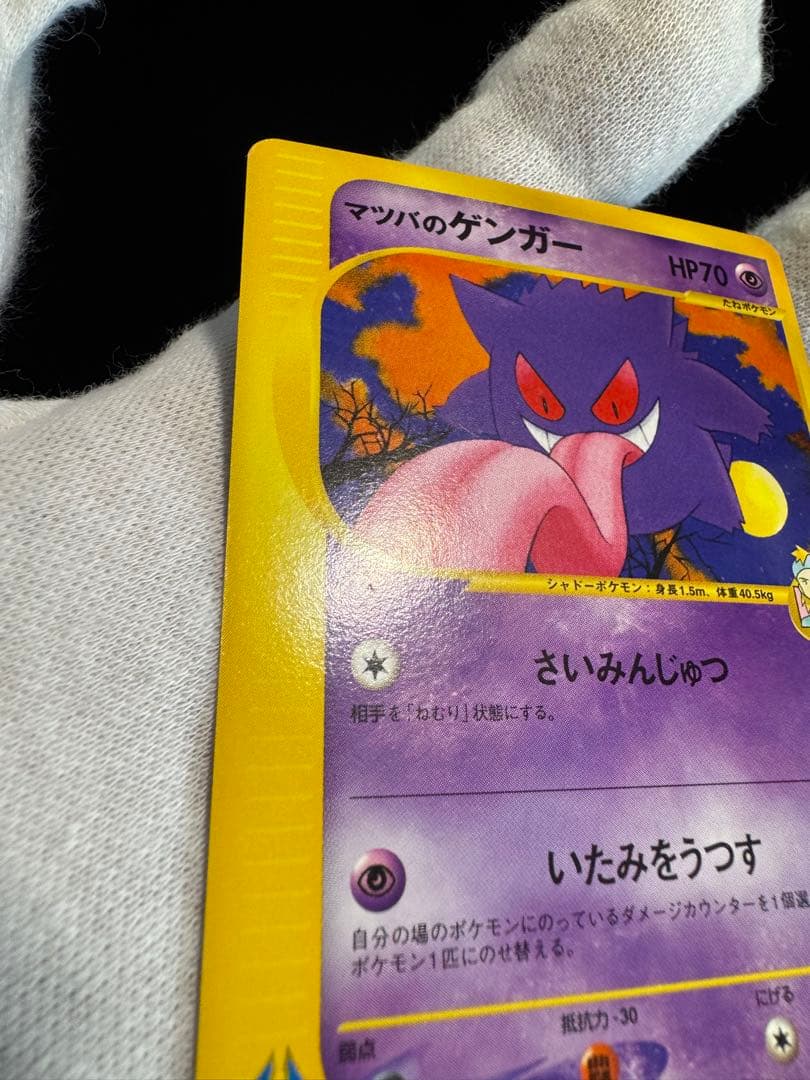 マツバのゲンガー
HP70
たねポケモン
シャドーポケモン：身長1.5m、体重40.5kg
さいみんじゅつ
相手を「ねむり」状態にする。
いたみをうつす
自分の場のポケモンにのっているダメージカウンターを1個選
ポケモン1匹にのせ替える。
弱点 抵抗力 -30 にげる